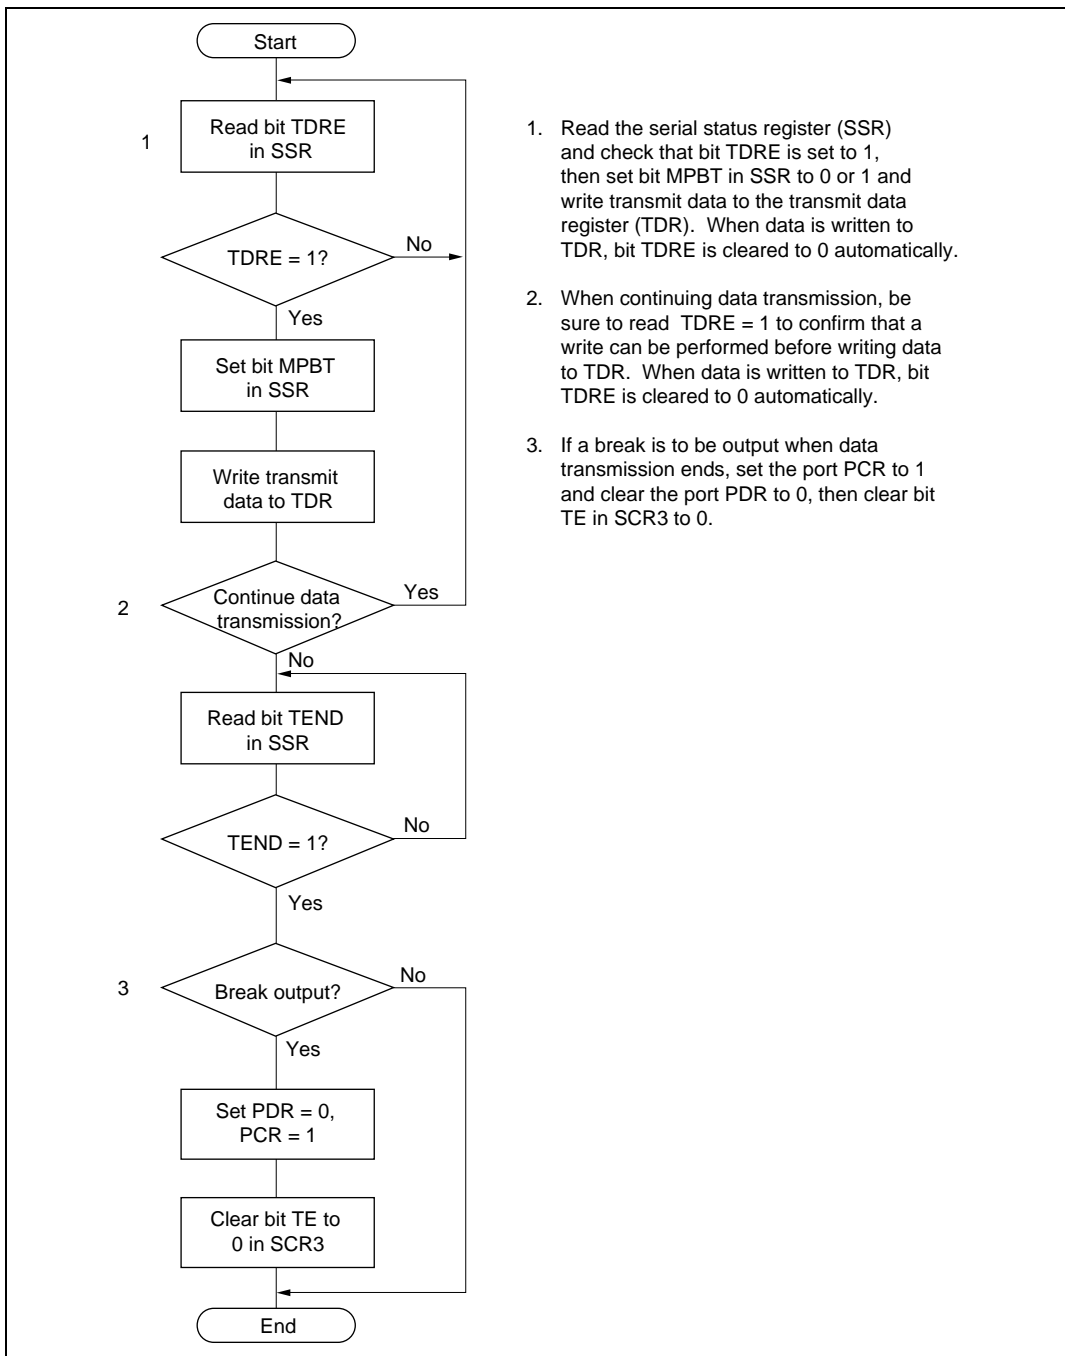 Start
1
Read bit TDRE
in SSR
TDRE = 1?
No
Yes
Set bit MPBT
in SSR
Write transmit
data to TDR
2
Continue data
transmission?
Yes
No
Read bit TEND
in SSR
TEND = 1?
No
Yes
3
Break output?
No
Yes
Set PDR = 0,
PCR = 1
Clear bit TE to
0 in SCR3
End
1. Read the serial status register (SSR)
and check that bit TDRE is set to 1,
then set bit MPBT in SSR to 0 or 1 and
write transmit data to the transmit data
register (TDR). When data is written to
TDR, bit TDRE is cleared to 0 automatically.
2. When continuing data transmission, be
sure to read TDRE = 1 to confirm that a
write can be performed before writing data
to TDR. When data is written to TDR, bit
TDRE is cleared to 0 automatically.
3. If a break is to be output when data
transmission ends, set the port PCR to 1
and clear the port PDR to 0, then clear bit
TE in SCR3 to 0.